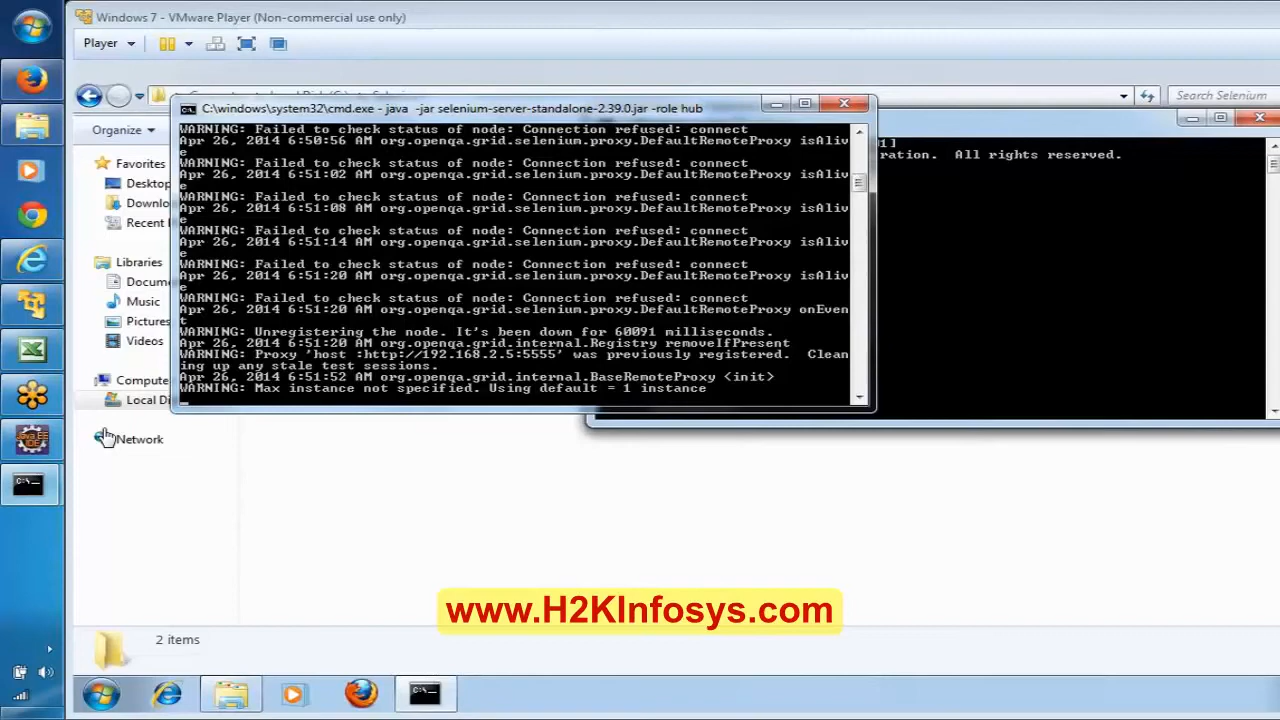 Windows 7 - VMware Player (Non-commercial use only)
Player
Search Selenium
C:\windows\system32\cmd.exe - java -jar selenium-server-standalone-2.39.0.jar -role hub
Organize
Favorites
Desktop
Downlo
Recent
Libraries
Docume
Music
Pictures
Videos
Compute
Local Di
Network
WARNING: Failed to check status of node: Connection refused: connect
Apr 26, 2014 6:50:56 AM org.openqa.grid.selenium.proxy.DefaultRemoteProxy isAliv
e
WARNING: Failed to check status of node: Connection refused: connect
Apr 26, 2014 6:51:02 AM org.openqa.grid.selenium.proxy.DefaultRemoteProxy isAliv
e
WARNING: Failed to check status of node: Connection refused: connect
Apr 26, 2014 6:51:08 AM org.openqa.grid.selenium.proxy.DefaultRemoteProxy isAliv
e
WARNING: Failed to check status of node: Connection refused: connect
Apr 26, 2014 6:51:14 AM org.openqa.grid.selenium.proxy.DefaultRemoteProxy isAliv
e
WARNING: Failed to check status of node: Connection refused: connect
Apr 26, 2014 6:51:20 AM org.openqa.grid.selenium.proxy.DefaultRemoteProxy isAliv
e
WARNING: Failed to check status of node: Connection refused: connect
Apr 26, 2014 6:51:20 AM org.openqa.grid.selenium.proxy.DefaultRemoteProxy onEven
t
WARNING: Unregistering the node. It's been down for 60091 milliseconds.
Apr 26, 2014 6:51:20 AM org.openqa.grid.internal.Registry removeIfPresent
WARNING: Proxy 'host :http://192.168.2.5:5555' was previously registered. Clean
ing up any stale test sessions.
Apr 26, 2014 6:51:52 AM org.openqa.grid.internal.BaseRemoteProxy <init>
WARNING: Max instance not specified. Using default = 1 instance
ration. All rights reserved.
www.H2KInfosys.com
2 items